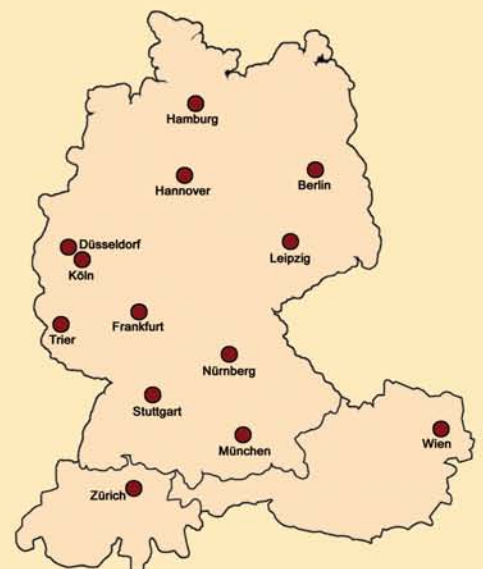 Hamburg
Hannover
Berlin
Düsseldorf
Leipzig
Köln
Frankfurt
Trier
Nürnberg
Stuttgart
Wien
München
Zürich